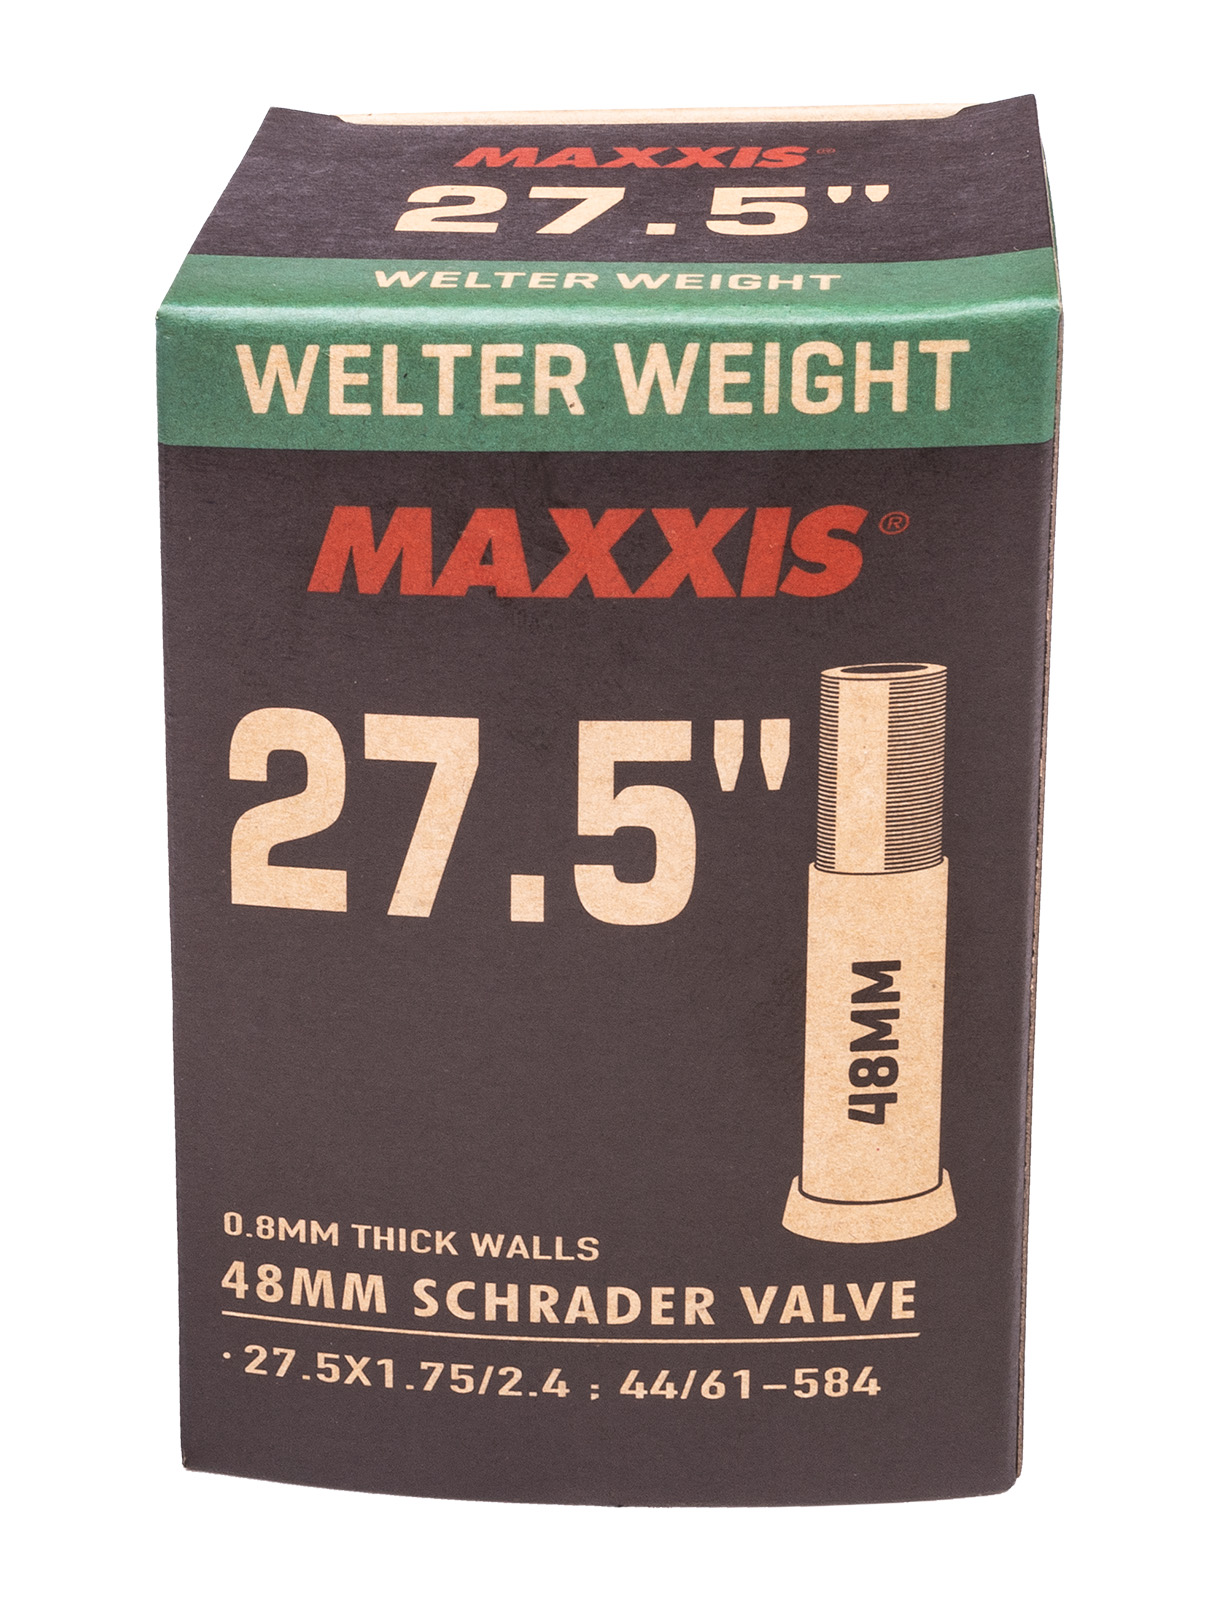 MAXXIS®
27.5"
WELTER WEIGHT
WELTER WEIGHT
MAXXIS®
27.5"
48MM
0.8MM THICK WALLS
48MM SCHRADER VALVE
·27.5X1.75/2.4 ; 44/61-584